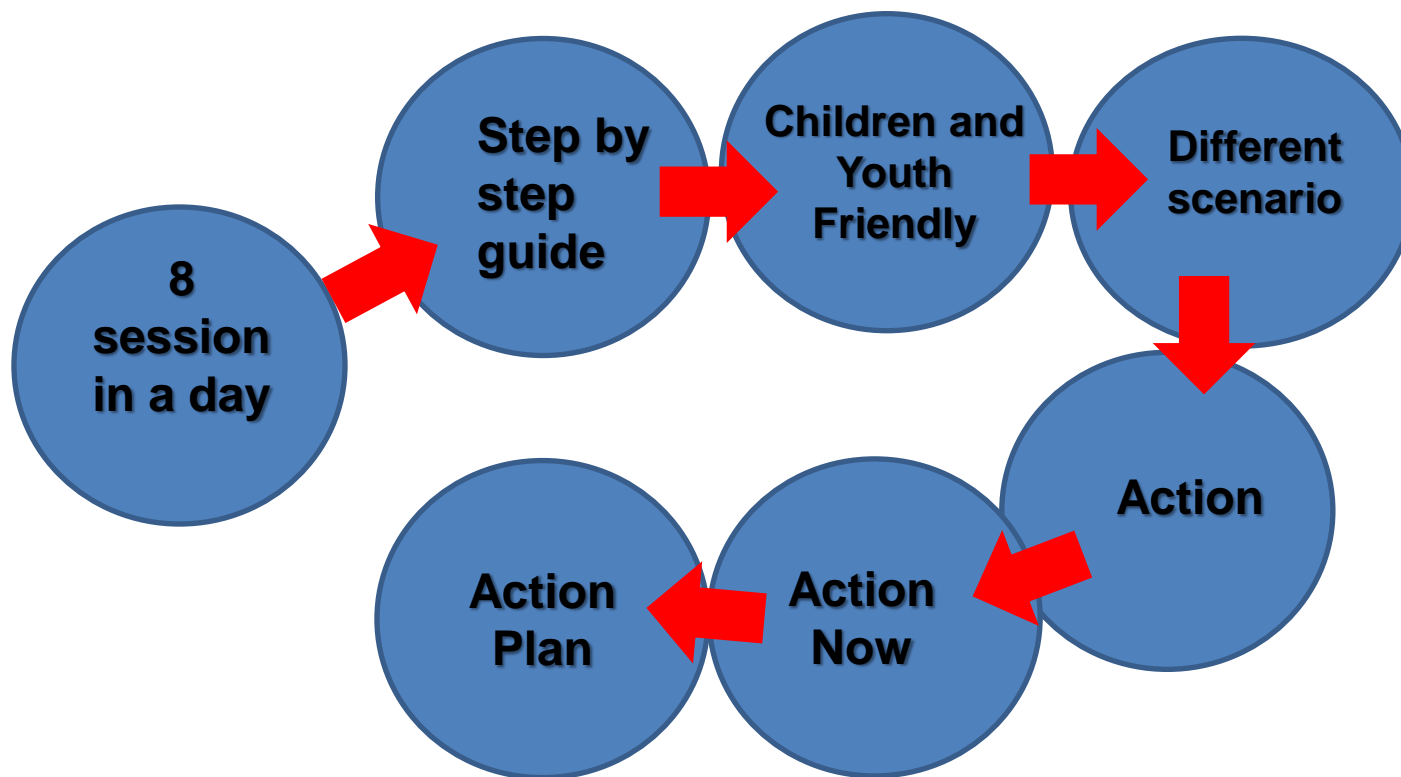 8
session
in a day
Step by
step
guide
Children and
Youth
Friendly
Different
scenario
Action
Action
Now
Action
Plan